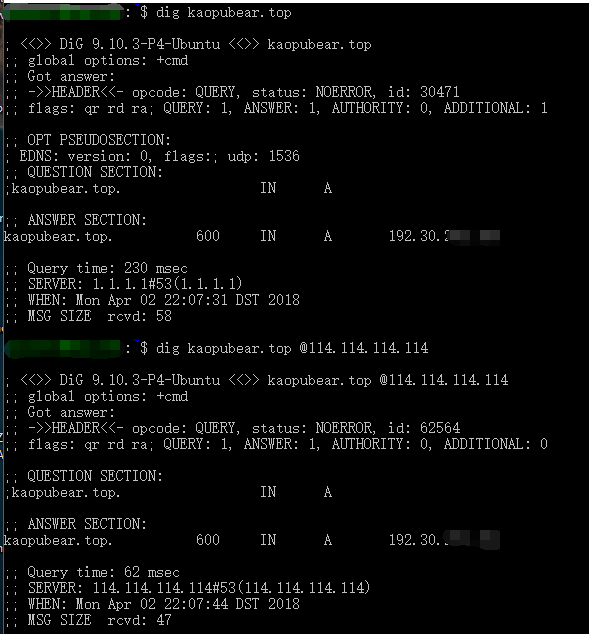 :~$ dig kaopubear.top
; <<>> DiG 9.10.3-P4-Ubuntu <<>> kaopubear.top
;; global options: +cmd
;; Got answer:
;; ->>HEADER<<- opcode: QUERY, status: NOERROR, id: 30471
;; flags: qr rd ra; QUERY: 1, ANSWER: 1, AUTHORITY: 0, ADDITIONAL: 1
;; OPT PSEUDOSECTION:
; EDNS: version: 0, flags:; udp: 1536
;; QUESTION SECTION:
;kaopubear.top. IN A
;; ANSWER SECTION:
kaopubear.top. 600 IN A 192.30.
;; Query time: 230 msec
;; SERVER: 1.1.1.1#53(1.1.1.1)
;; WHEN: Mon Apr 02 22:07:31 DST 2018
;; MSG SIZE rcvd: 58
:~$ dig kaopubear.top @114.114.114.114
; <<>> DiG 9.10.3-P4-Ubuntu <<>> kaopubear.top @114.114.114.114
;; global options: +cmd
;; Got answer:
;; ->>HEADER<<- opcode: QUERY, status: NOERROR, id: 62564
;; flags: qr rd ra; QUERY: 1, ANSWER: 1, AUTHORITY: 0, ADDITIONAL: 0
;; QUESTION SECTION:
;kaopubear.top. IN A
;; ANSWER SECTION:
kaopubear.top. 600 IN A 192.30.
;; Query time: 62 msec
;; SERVER: 114.114.114.114#53(114.114.114.114)
;; WHEN: Mon Apr 02 22:07:44 DST 2018
;; MSG SIZE rcvd: 47